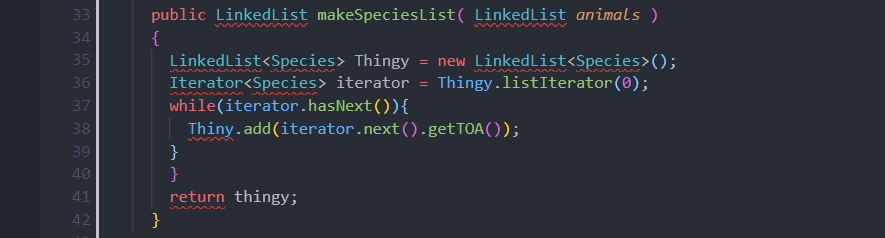 33 public LinkedList makeSpeciesList( LinkedList animals )
34 {
35 LinkedList<Species> Thingy = new LinkedList<Species>();
36 Iterator<Species> iterator = Thingy.listIterator(0);
37 while(iterator.hasNext()){
38 Thiny.add(iterator.next().getTOA());
39 }
40 }
41 return thingy;
42 }